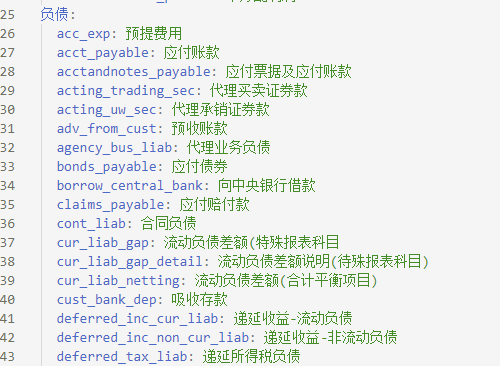 25 负债:
26 acc_exp: 预提费用
27 acct_payable: 应付账款
28 acctandnotes_payable: 应付票据及应付账款
29 acting_trading_sec: 代理买卖证券款
30 acting_uw_sec: 代理承销证券款
31 adv_from_cust: 预收账款
32 agency_bus_liab: 代理业务负债
33 bonds_payable: 应付债券
34 borrow_central_bank: 向中央银行借款
35 claims_payable: 应付赔付款
36 cont_liab: 合同负债
37 cur_liab_gap: 流动负债差额(特殊报表科目
38 cur_liab_gap_detail: 流动负债差额说明(待殊报表科目)
39 cur_liab_netting: 流动负债差额(合计平衡项目)
40 cust_bank_dep: 吸收存款
41 deferred_inc_cur_liab: 递延收益-流动负债
42 deferred_inc_non_cur_liab: 递延收益-非流动负债
43 deferred_tax_liab: 递延所得税负债